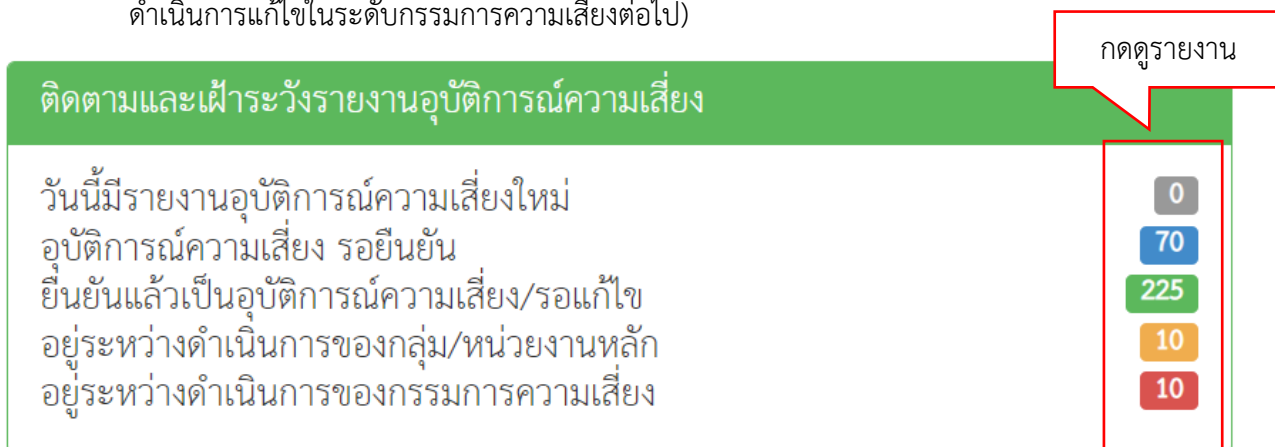 ดำเนินการแก้ไขในระดับกรรมการความเสี่ยงต่อไป)
กดดูรายงาน
ติดตามและเฝ้าระวังรายงานอุบัติการณ์ความเสี่ยง
วันนี้มีรายงานอุบัติการณ์ความเสี่ยงใหม่ 0
อุบัติการณ์ความเสี่ยง รอยืนยัน 70
ยืนยันแล้วเป็นอุบัติการณ์ความเสี่ยง/รอแก้ไข 225
อยู่ระหว่างดำเนินการของกลุ่ม/หน่วยงานหลัก 10
อยู่ระหว่างดำเนินการของกรรมการความเสี่ยง 10